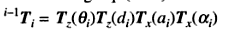 ⁱ⁻¹Tᵢ = T_z(θᵢ)T_z(dᵢ)T_x(aᵢ)T_x(αᵢ)